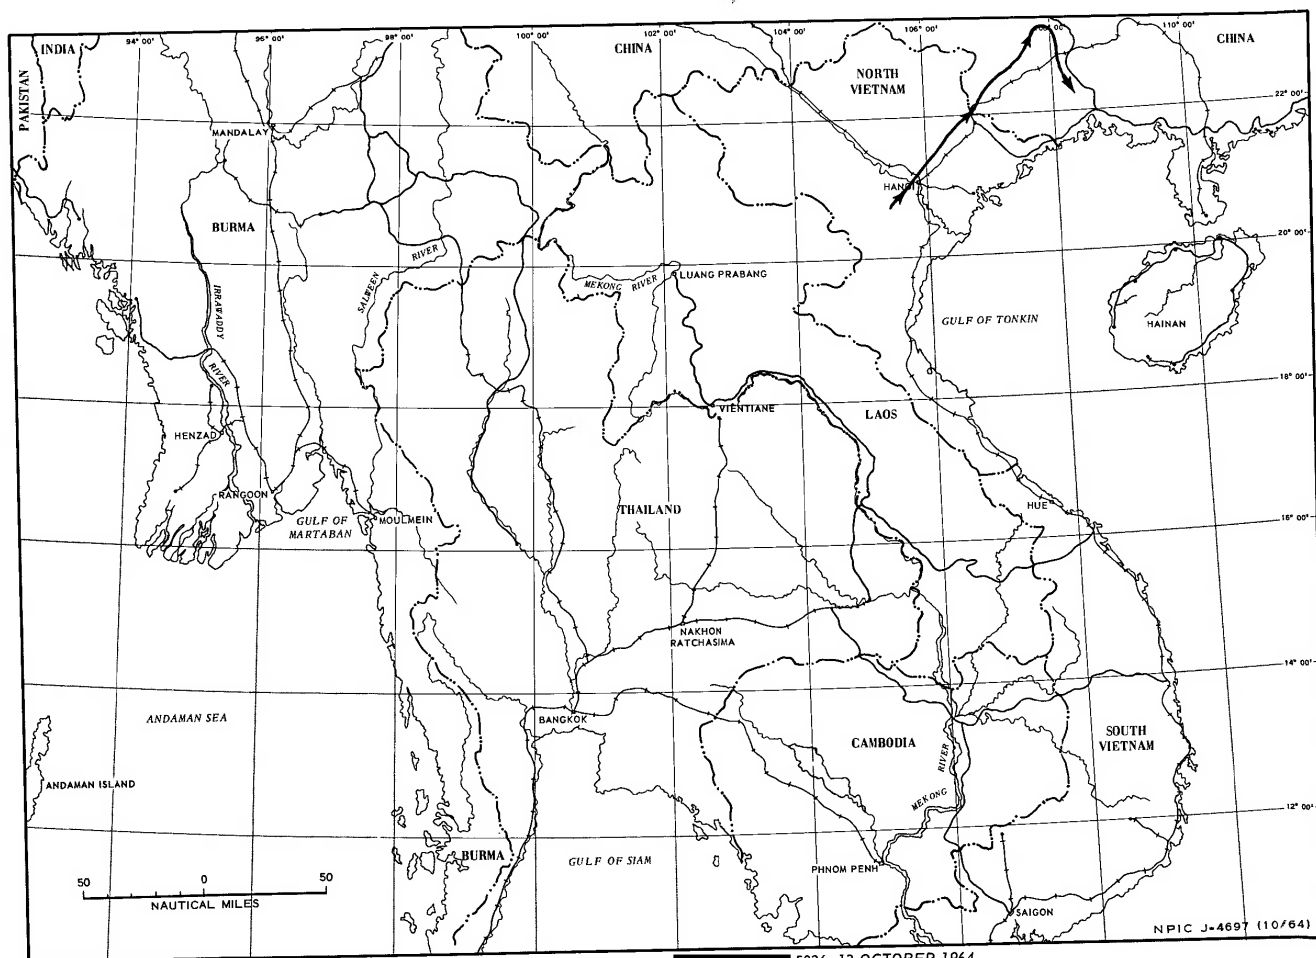 94° 00'
96° 00'
98° 00'
100° 00'
102° 00'
104° 00'
106° 00'
110° 00'
INDIA
CHINA
CHINA
PAKISTAN
NORTH
VIETNAM
22° 00'
MANDALAY
HANOI
BURMA
20° 00'
SALWEEN
RIVER
MEKONG RIVER
LUANG PRABANG
IRRAWADDY
RIVER
GULF OF TONKIN
HAINAN
18° 00'
VIENTIANE
LAOS
HENZAD
RANGOON
GULF OF
MARTABAN
MOULMEIN
THAILAND
HUE
16° 00'
NAKHON
RATCHASIMA
14° 00'
ANDAMAN SEA
BANGKOK
CAMBODIA
SOUTH
VIETNAM
ANDAMAN ISLAND
MEKONG
RIVER
12° 00'
BURMA
GULF OF SIAM
PHNOM PENH
50 0 50
NAUTICAL MILES
SAIGON
NPIC J-4697 (10/64)
13 OCTOBER 1964